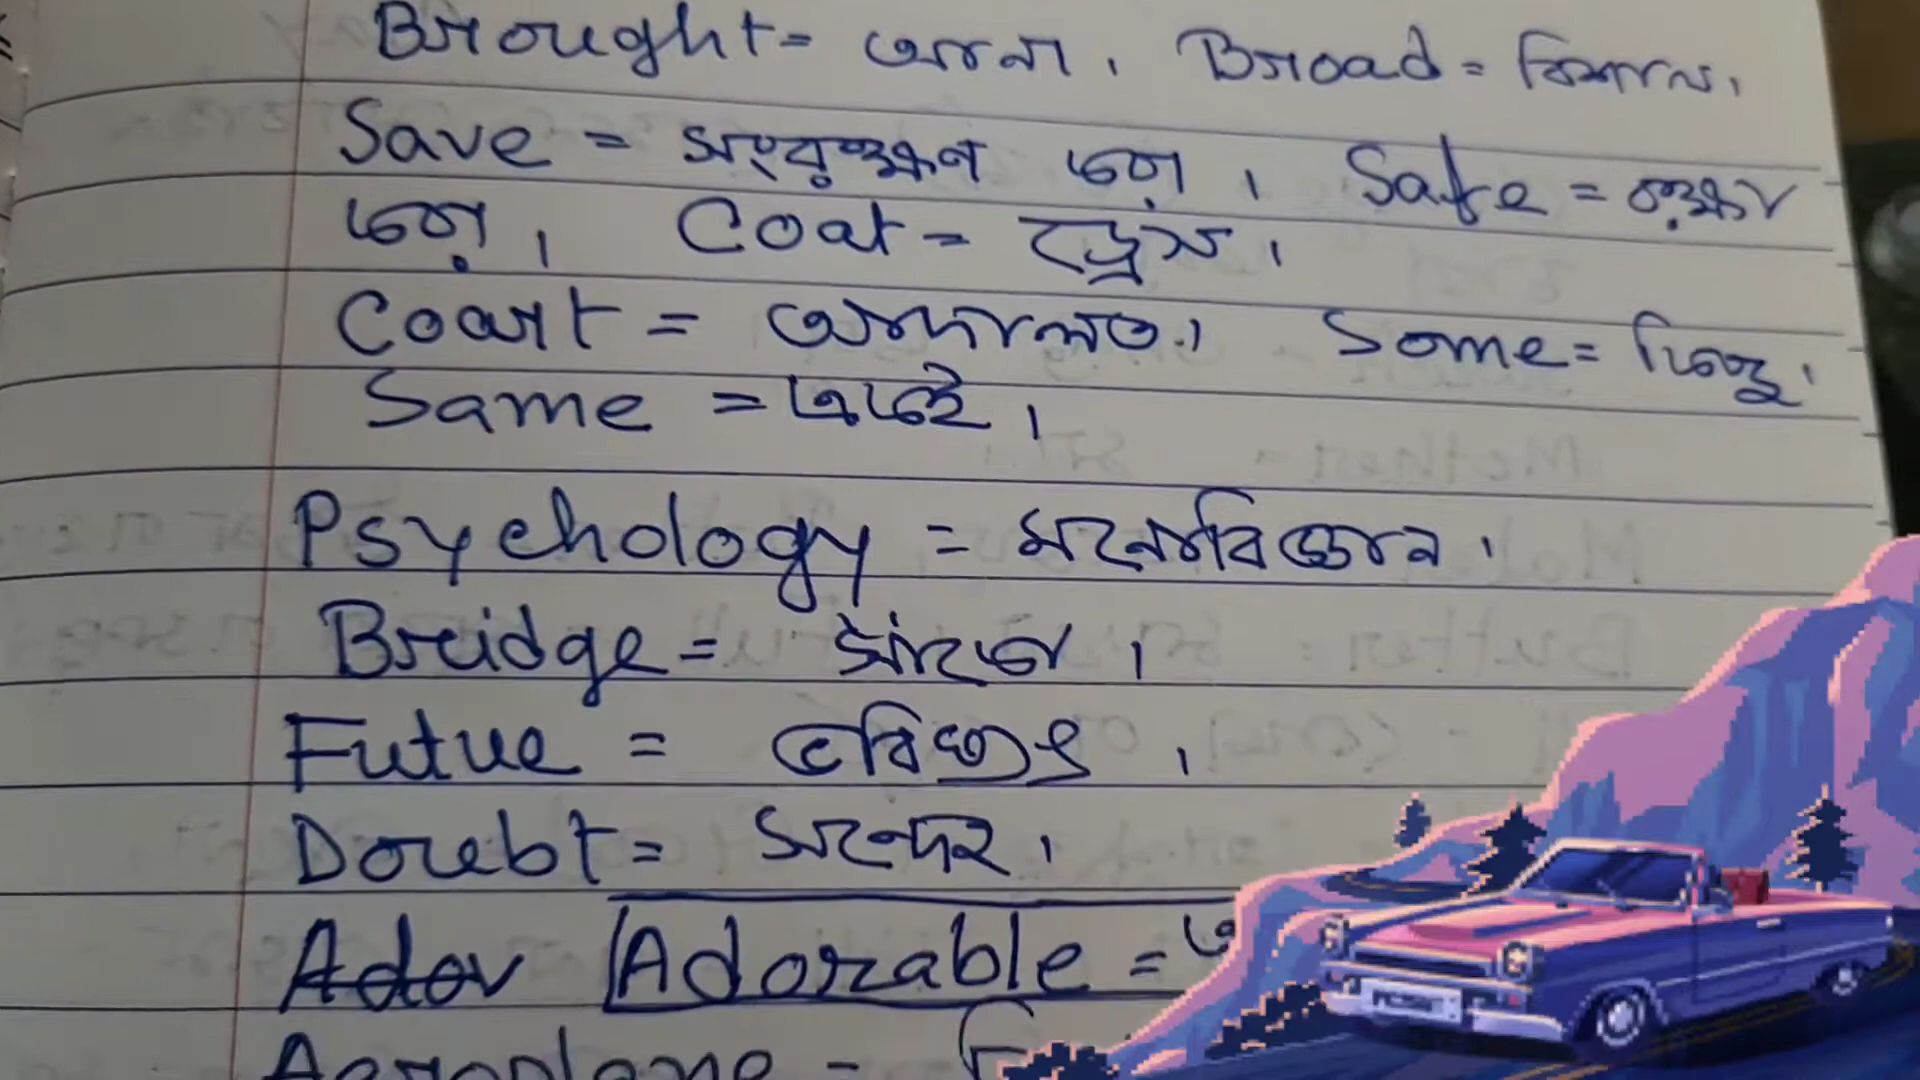 Brought = আনা, Broad = বিশাল,
Save = সংরক্ষণ করা, Safe = রক্ষা
করা, Coat = ড্রেস,
Coart = আদালত, Some = কিছু,
Same = একই,
Psychology = মনোবিজ্ঞান,
Breidge = সাঁকো,
Futue = ভবিষ্যৎ,
Doubt = সন্দেহ,
Adorable =
Aeroplane -